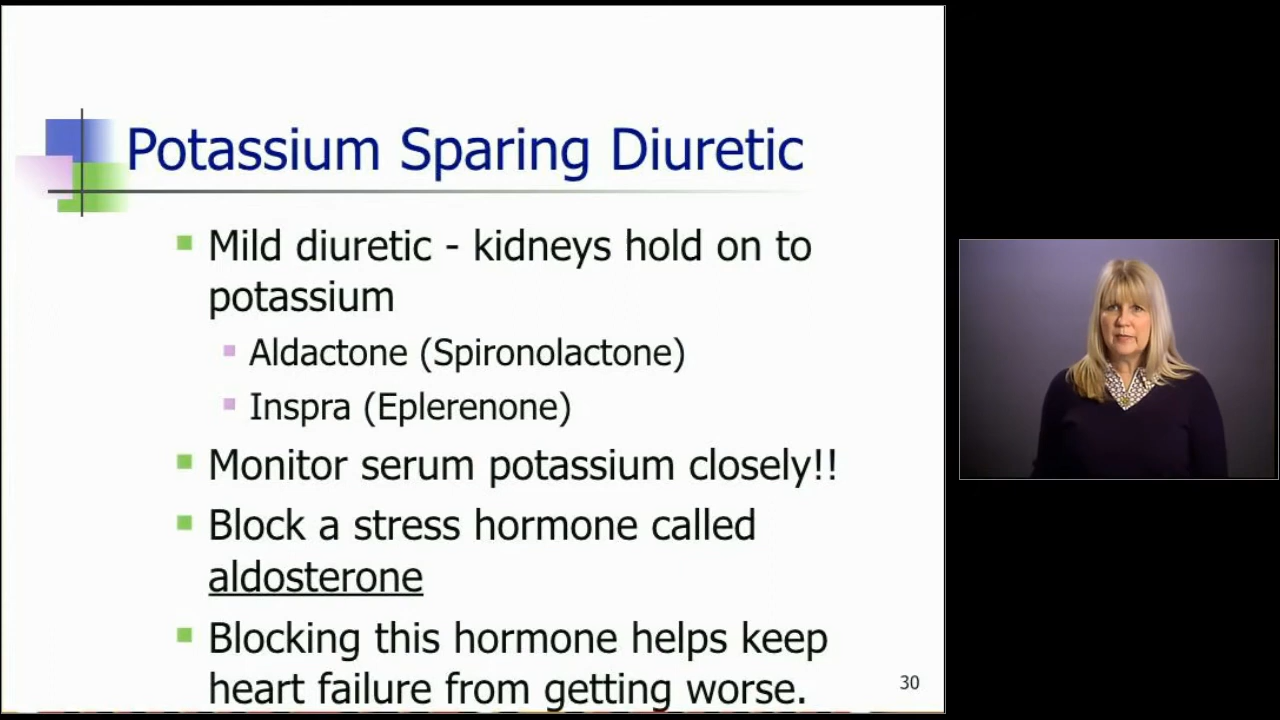 Potassium Sparing Diuretic
Mild diuretic - kidneys hold on to
potassium
Aldactone (Spironolactone)
Inspra (Eplerenone)
Monitor serum potassium closely!!
Block a stress hormone called
aldosterone
Blocking this hormone helps keep
heart failure from getting worse.
30